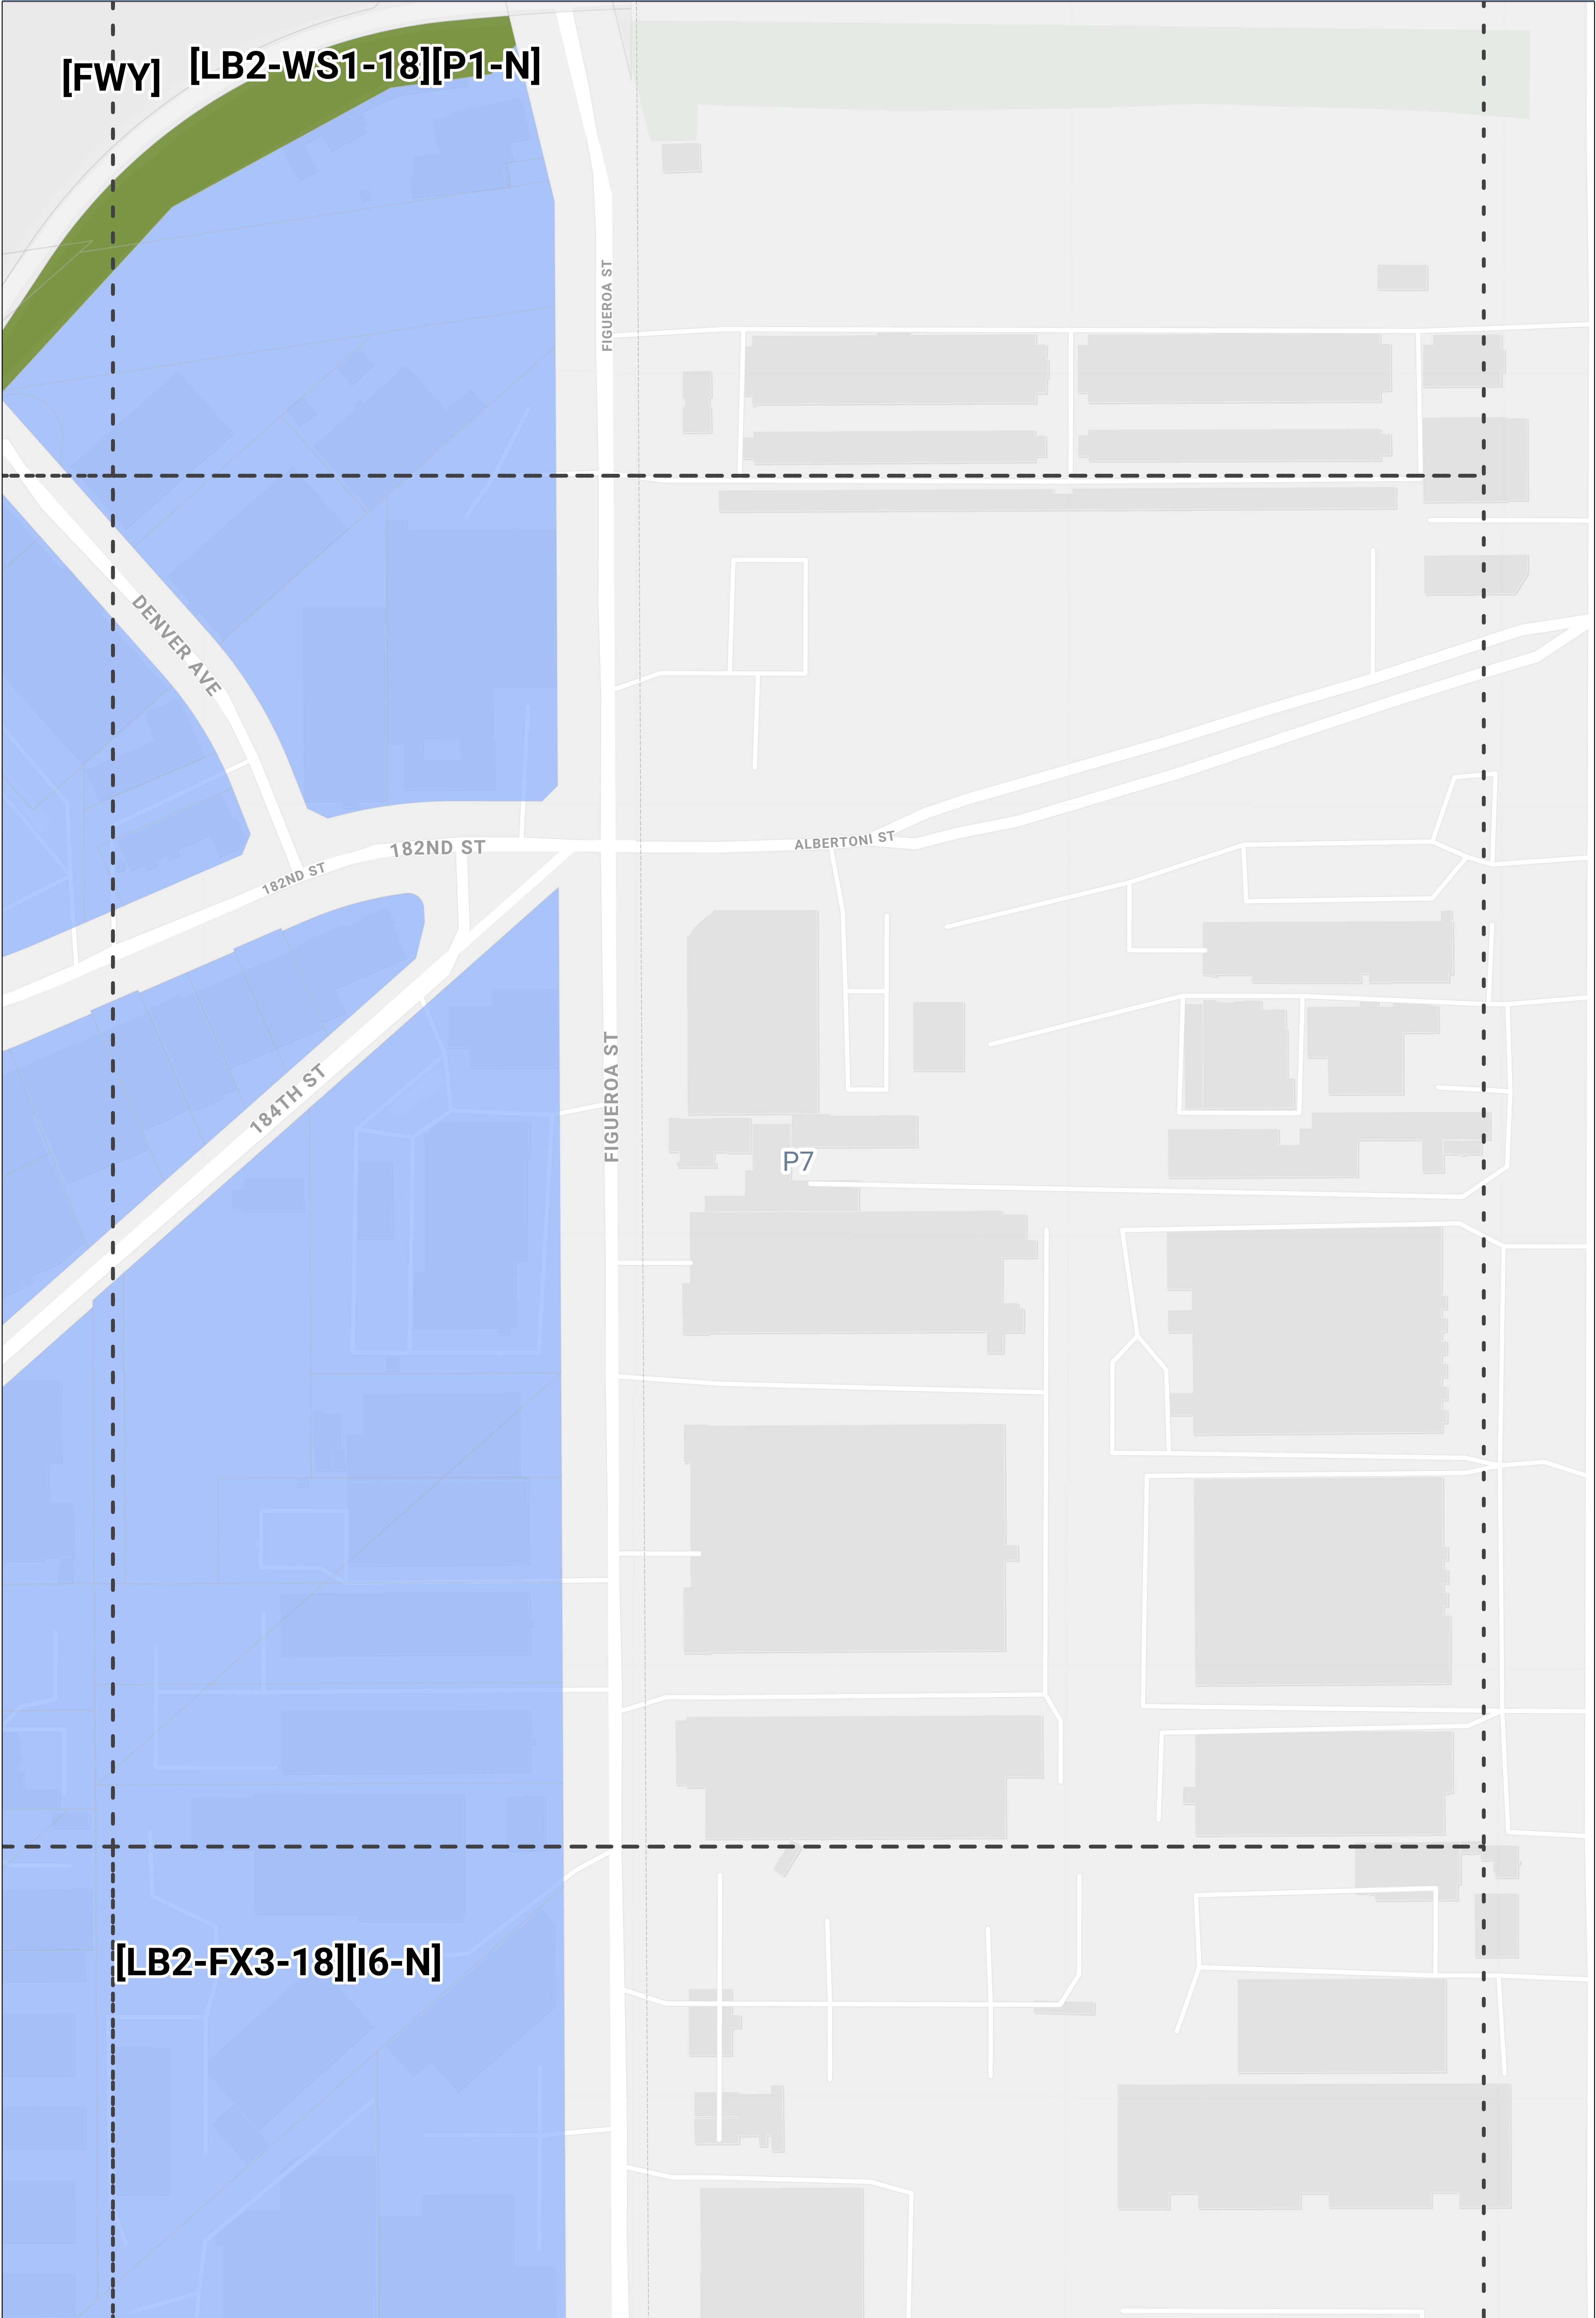 [FWY]
[LB2-WS1-18][P1-N]
FIGUEROA ST
DENVER AVE
182ND ST
ALBERTONI ST
182ND ST
184TH ST
FIGUEROA ST
P7
[LB2-FX3-18][I6-N]